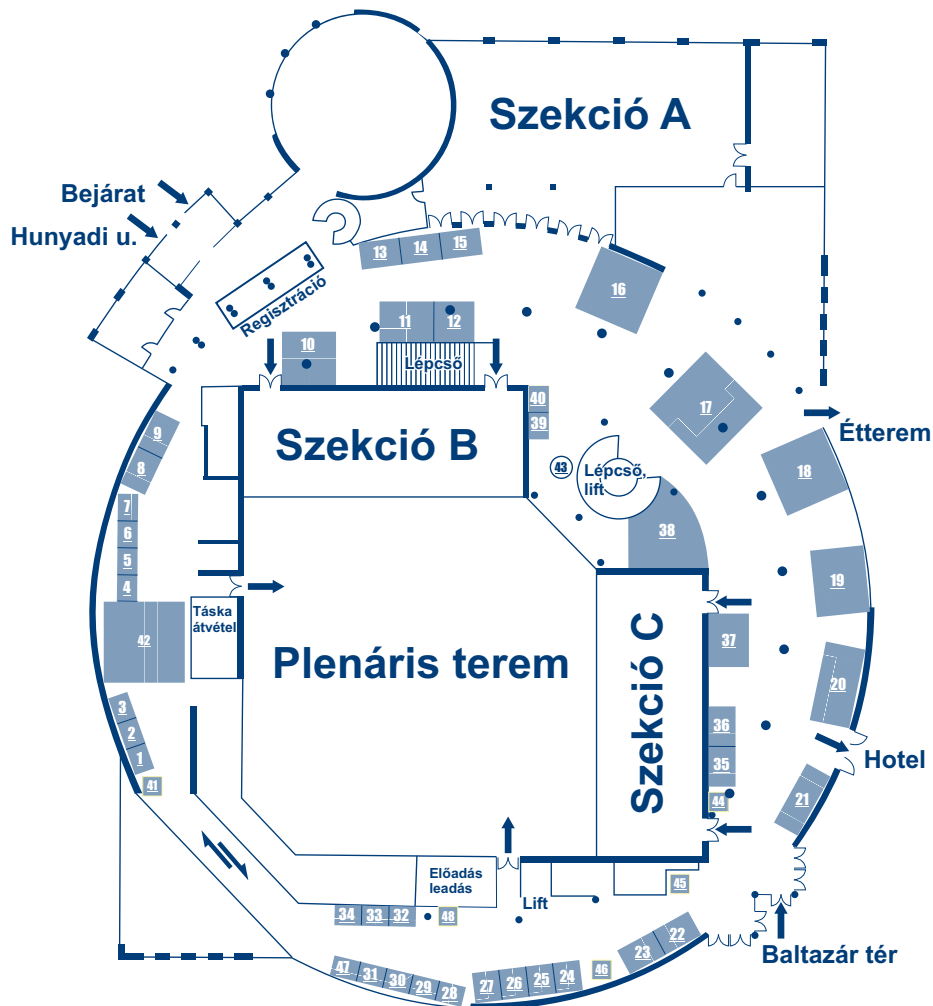 Szekció A
Bejárat
Hunyadi u.
13 14 15
16
Regisztráció
11 12
10
Lépcső
17
40
39
Étterem
Szekció B
9
8
43
Lépcső,
lift
18
7
6
5
4
38
19
Táska
átvétel
42
37
Plenáris terem
Szekció C
20
3
2
1
36
35
Hotel
41
44
21
Előadás
leadás
45
Lift
34 33 32
48
22
23
Baltazár tér
47 31 30 29 28
27 26 25 24
46